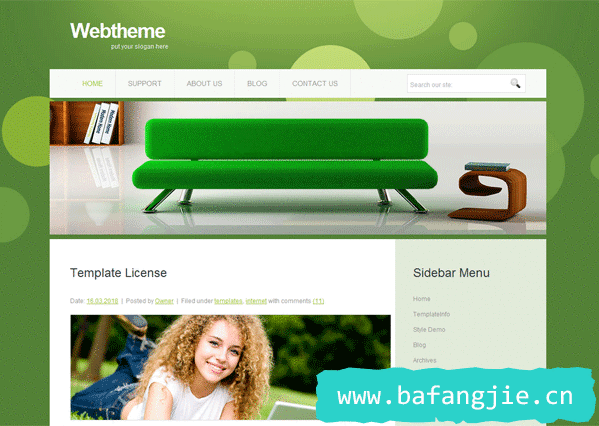 Webtheme
put your slogan here
HOME SUPPORT ABOUT US BLOG CONTACT US
Search our ste
Template License
Date: 16.03.2016 | Posted by Owner | Filed under templates, internet with comments (11)
Sidebar Menu
Home
TemplateInfo
Style Demo
Blog
Archives
www.bafangjie.cn